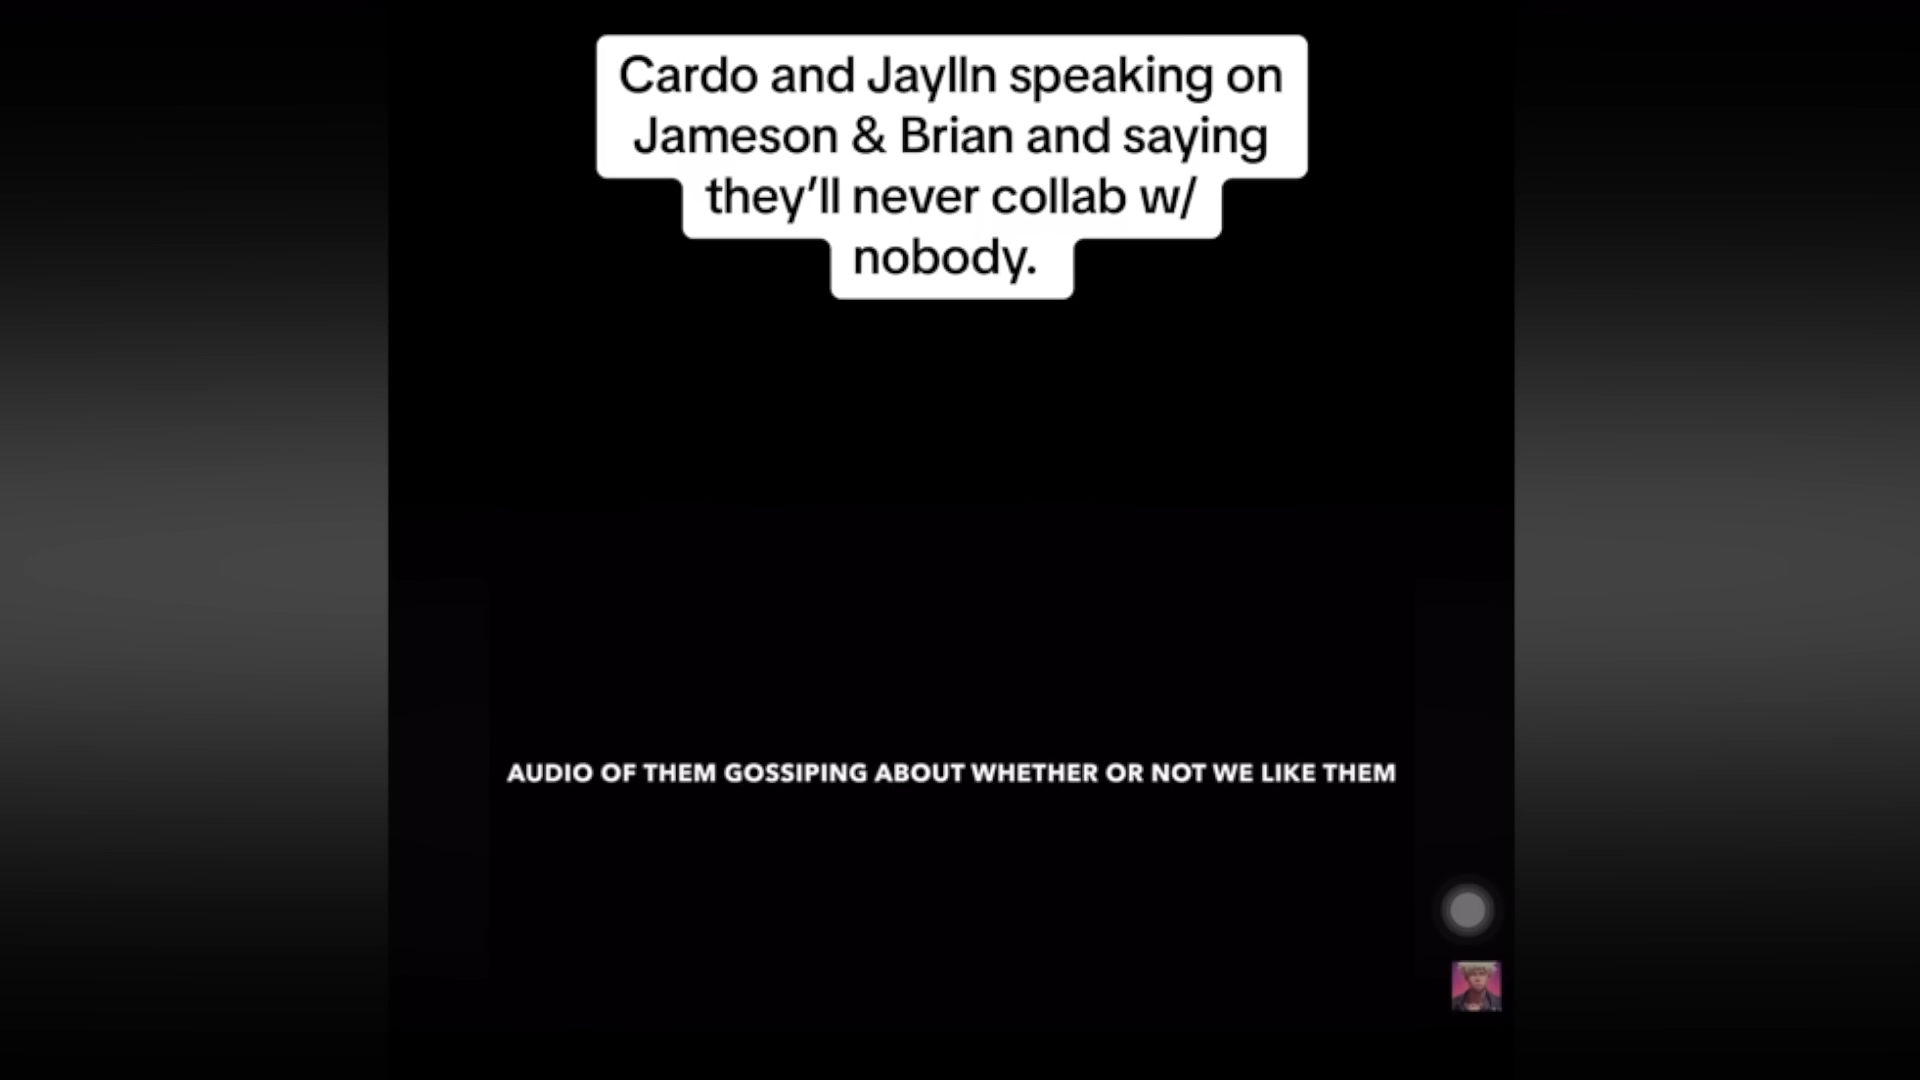 Cardo and Jaylln speaking on
Jameson & Brian and saying
they’ll never collab w/
nobody.
AUDIO OF THEM GOSSIPING ABOUT WHETHER OR NOT WE LIKE THEM